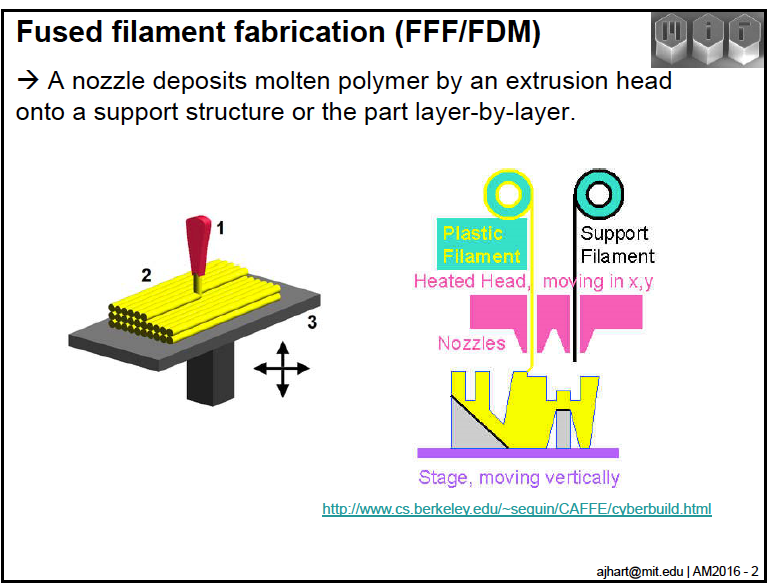 Fused filament fabrication (FFF/FDM)
MiT
→ A nozzle deposits molten polymer by an extrusion head
onto a support structure or the part layer-by-layer.
1
2
3
Plastic
Filament
Support
Filament
Heated Head, moving in x,y
Nozzles
Stage, moving vertically
http://www.cs.berkeley.edu/~sequin/CAFFE/cyberbuild.html
ajhart@mit.edu | AM2016 - 2